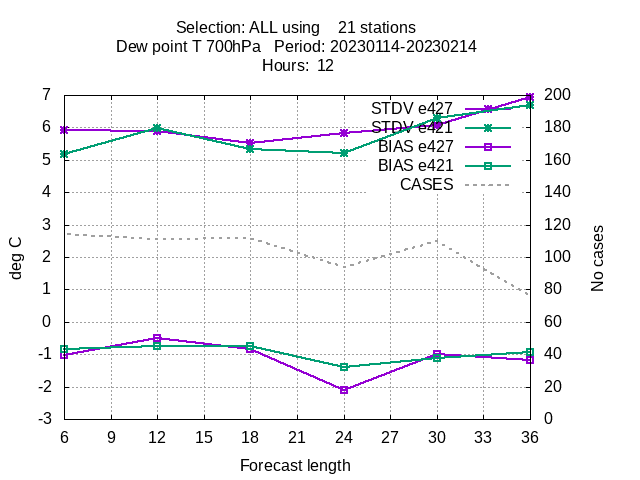 Selection: ALL using 21 stations
Dew point T 700hPa Period: 20230114-20230214
Hours: 12
STDV e427
STDV e421
BIAS e427
BIAS e421
CASES
7
6
5
4
3
2
1
0
-1
-2
-3
deg C
200
180
160
140
120
100
80
60
40
20
0
No cases
6 9 12 15 18 21 24 27 30 33 36
Forecast length